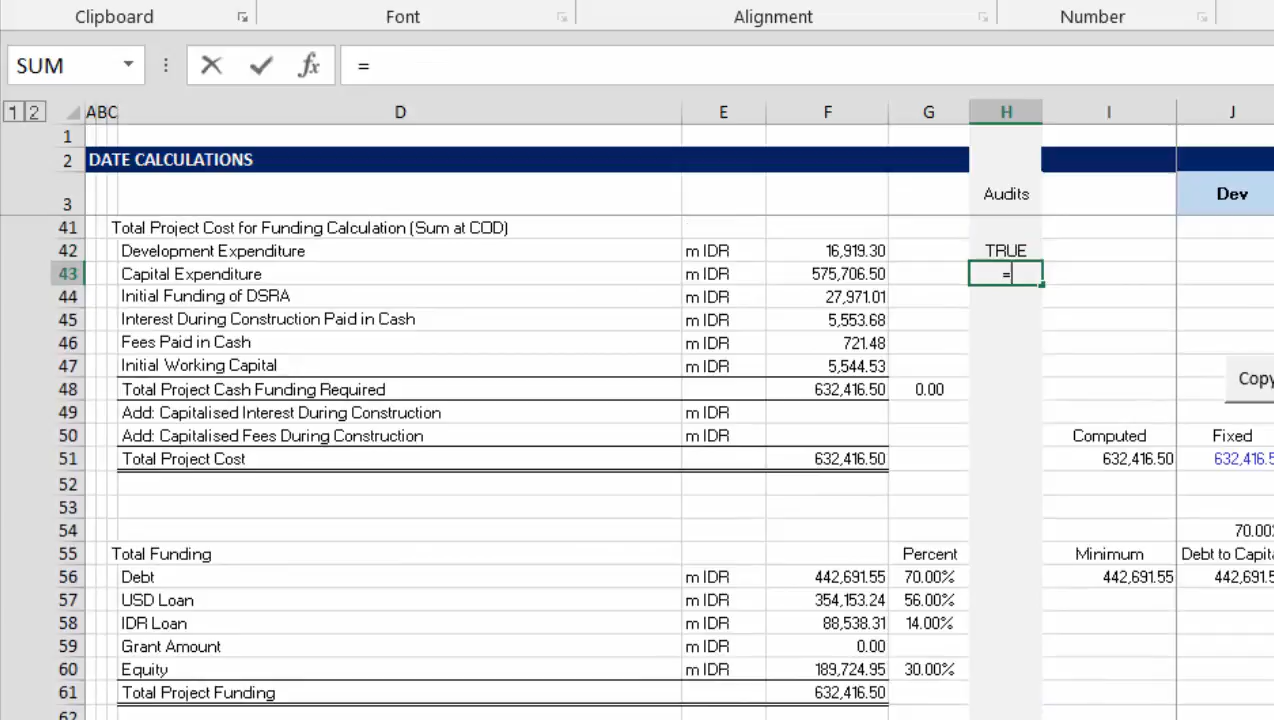 Clipboard Font Alignment Number
SUM fx =
1 2 A B C D E F G H I J
1
2 DATE CALCULATIONS
3 Audits Dev
41 Total Project Cost for Funding Calculation (Sum at COD)
42 Development Expenditure m IDR 16,919.30 TRUE
43 Capital Expenditure m IDR 575,706.50 =
44 Initial Funding of DSRA m IDR 27,971.01
45 Interest During Construction Paid in Cash m IDR 5,553.68
46 Fees Paid in Cash m IDR 721.48
47 Initial Working Capital m IDR 5,544.53
Copy
48 Total Project Cash Funding Required 632,416.50 0.00
49 Add: Capitalised Interest During Construction m IDR
50 Add: Capitalised Fees During Construction m IDR Computed Fixed
51 Total Project Cost 632,416.50 632,416.50 632,416.5
52
53
54 70.00
55 Total Funding Percent Minimum Debt to Capita
56 Debt m IDR 442,691.55 70.00% 442,691.55 442,691.5
57 USD Loan m IDR 354,153.24 56.00%
58 IDR Loan m IDR 88,538.31 14.00%
59 Grant Amount m IDR 0.00
60 Equity m IDR 189,724.95 30.00%
61 Total Project Funding 632,416.50
62